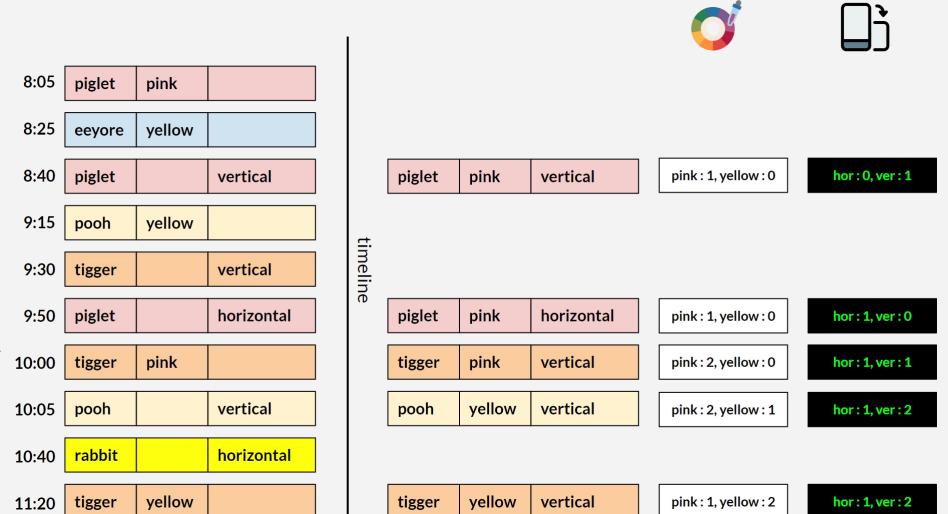 8:05 piglet pink
8:25 eeyore yellow
8:40 piglet vertical piglet pink vertical pink : 1, yellow : 0 hor : 0, ver : 1
9:15 pooh yellow
timeline
9:30 tigger vertical
9:50 piglet horizontal piglet pink horizontal pink : 1, yellow : 0 hor : 1, ver : 0
10:00 tigger pink tigger pink vertical pink : 2, yellow : 0 hor : 1, ver : 1
10:05 pooh vertical pooh yellow vertical pink : 2, yellow : 1 hor : 1, ver : 2
10:40 rabbit horizontal
11:20 tigger yellow tigger yellow vertical pink : 1, yellow : 2 hor : 1, ver : 2